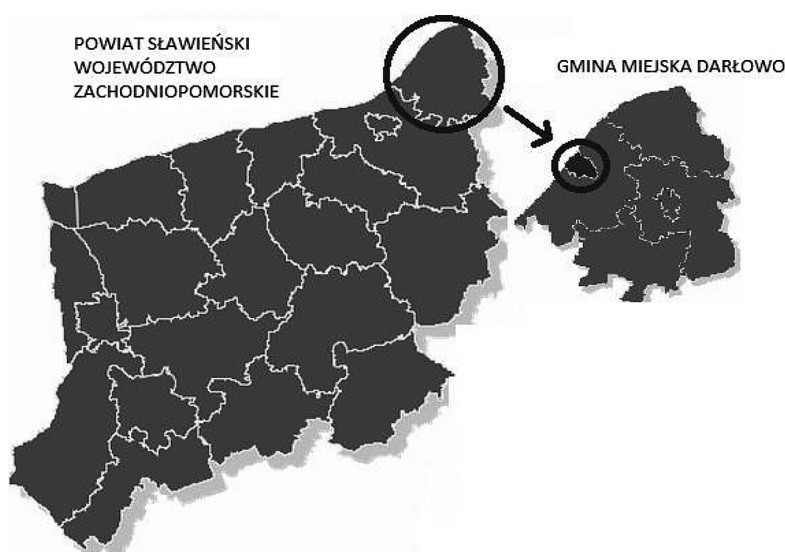 POWIAT SŁAWIEŃSKI
WOJEWÓDZTWO
ZACHODNIOPOMORSKIE
GMINA MIEJSKA DARŁOWO